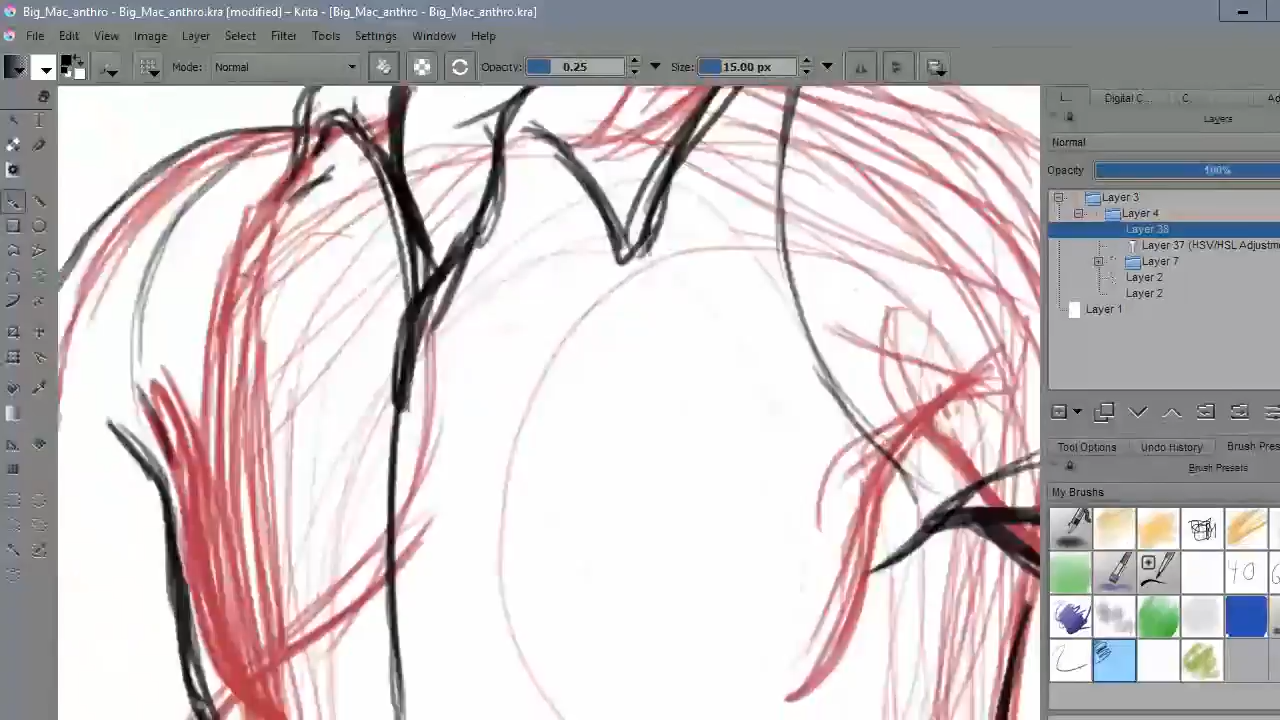 Big_Mac_anthro - Big_Mac_anthro.kra [modified] – Krita - [Big_Mac_anthro - Big_Mac_anthro.kra]
File Edit View Image Layer Select Filter Tools Settings Window Help
Mode: Normal Opacity: 0.25 Size: 15.00 px
L... Digital C... C. Ad
Layers
Normal
Opacity 100%
Layer 3
Layer 4
Layer 38
Layer 37 (HSV/HSL Adjustm
Layer 7
Layer 2
Layer 2
Layer 1
Tool Options Undo History Brush Pres
Brush Presets
My Brushes
40